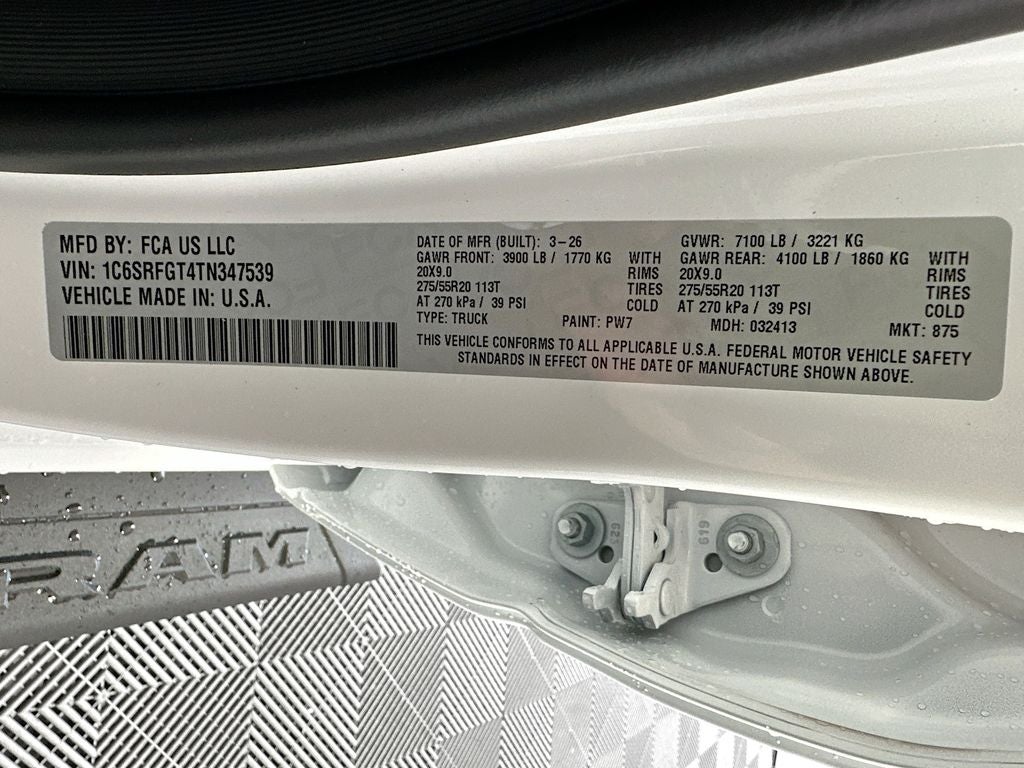 MFD BY: FCA US LLC
VIN: 1C6SRFGT4TN347539
VEHICLE MADE IN: U.S.A.
DATE OF MFR (BUILT): 3-26
GAWR FRONT: 3900 LB / 1770 KG WITH
20X9.0 RIMS
275/55R20 113T TIRES
AT 270 kPa / 39 PSI COLD
TYPE: TRUCK PAINT: PW7
GVWR: 7100 LB / 3221 KG
GAWR REAR: 4100 LB / 1860 KG WITH
20X9.0 RIMS
275/55R20 113T TIRES
AT 270 kPa / 39 PSI COLD
MDH: 032413 MKT: 875
THIS VEHICLE CONFORMS TO ALL APPLICABLE U.S.A. FEDERAL MOTOR VEHICLE SAFETY
STANDARDS IN EFFECT ON THE DATE OF MANUFACTURE SHOWN ABOVE.
RAM
619